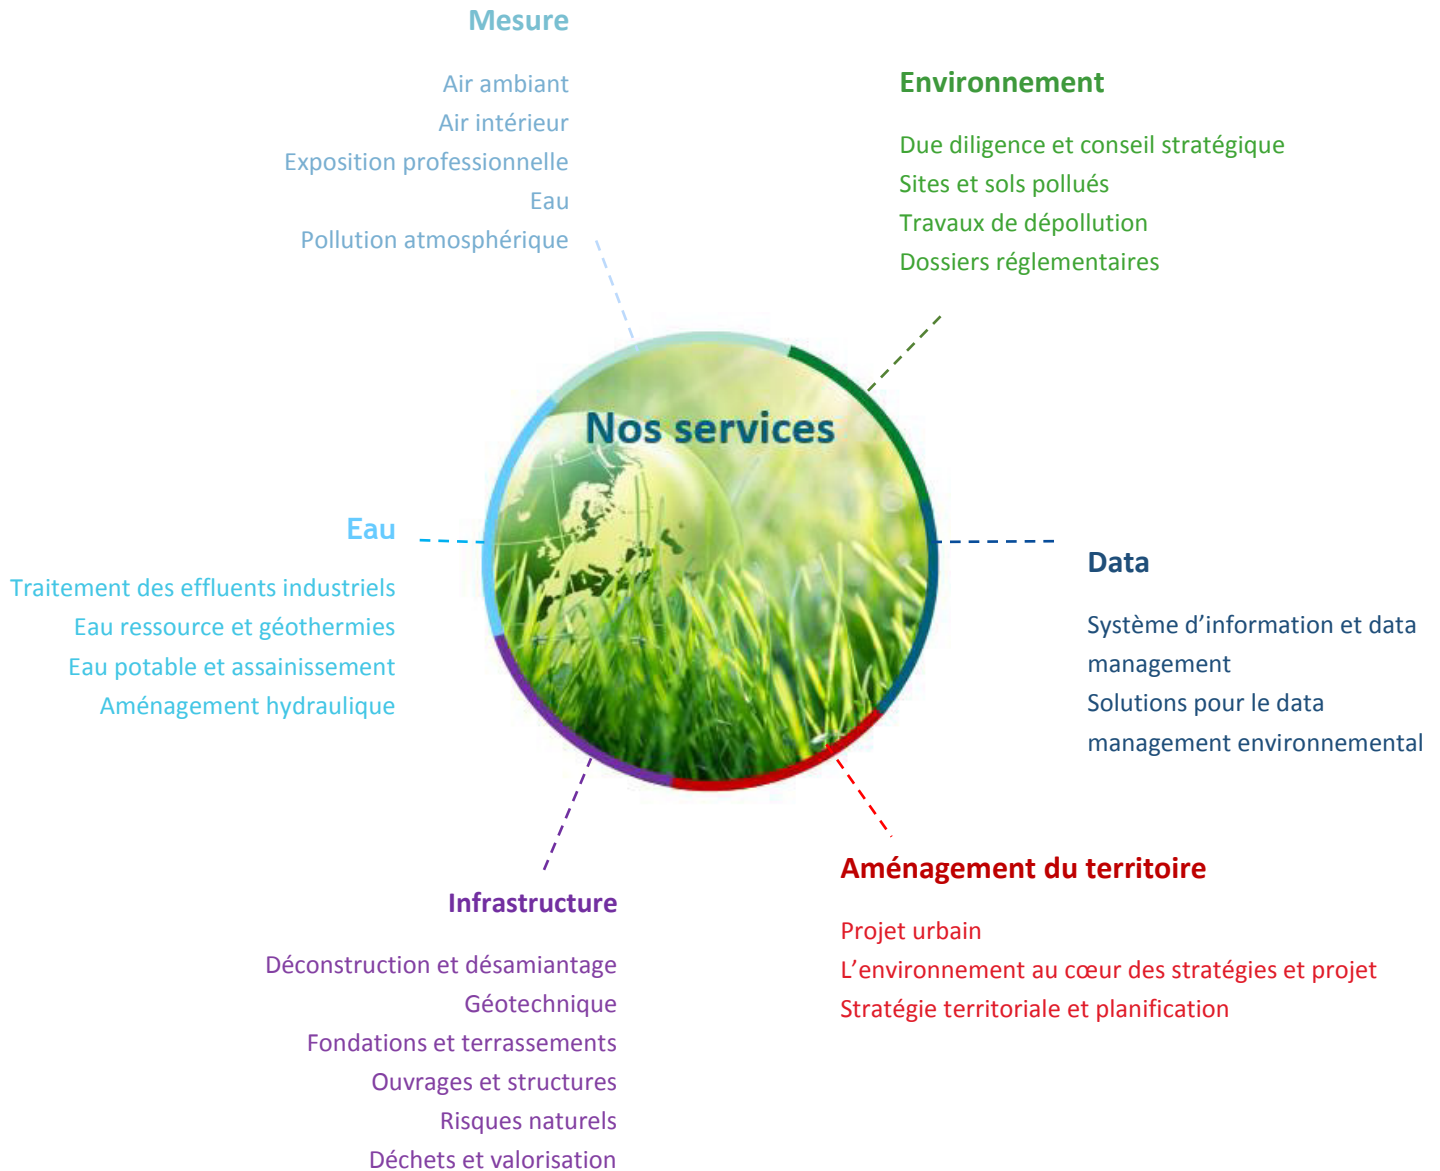 Mesure
Air ambiant
Air intérieur
Exposition professionnelle
Eau
Pollution atmosphérique
Environnement
Due diligence et conseil stratégique
Sites et sols pollués
Travaux de dépollution
Dossiers réglementaires
Nos services
Eau
Traitement des effluents industriels
Eau ressource et géothermies
Eau potable et assainissement
Aménagement hydraulique
Data
Système d’information et data
management
Solutions pour le data
management environnemental
Infrastructure
Déconstruction et désamiantage
Géotechnique
Fondations et terrassements
Ouvrages et structures
Risques naturels
Déchets et valorisation
Aménagement du territoire
Projet urbain
L’environnement au cœur des stratégies et projet
Stratégie territoriale et planification